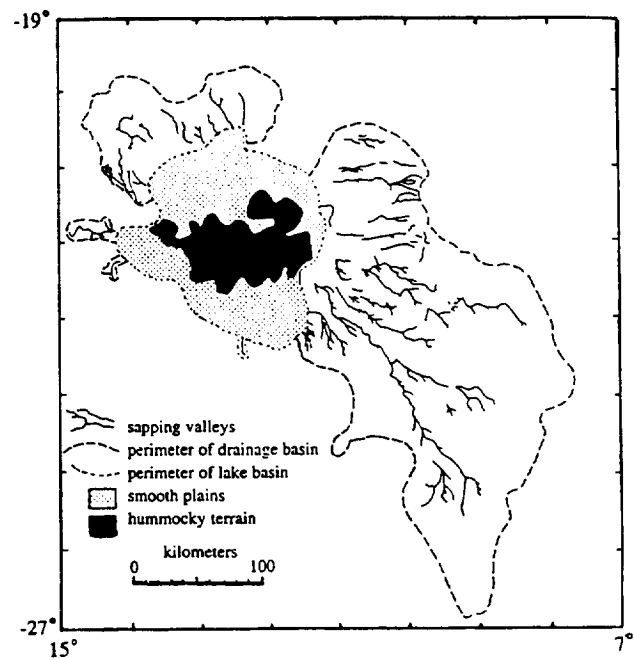 -19°
sapping valleys
perimeter of drainage basin
perimeter of lake basin
smooth plains
hummocky terrain
kilometers
0 100
-27°
15° 7°